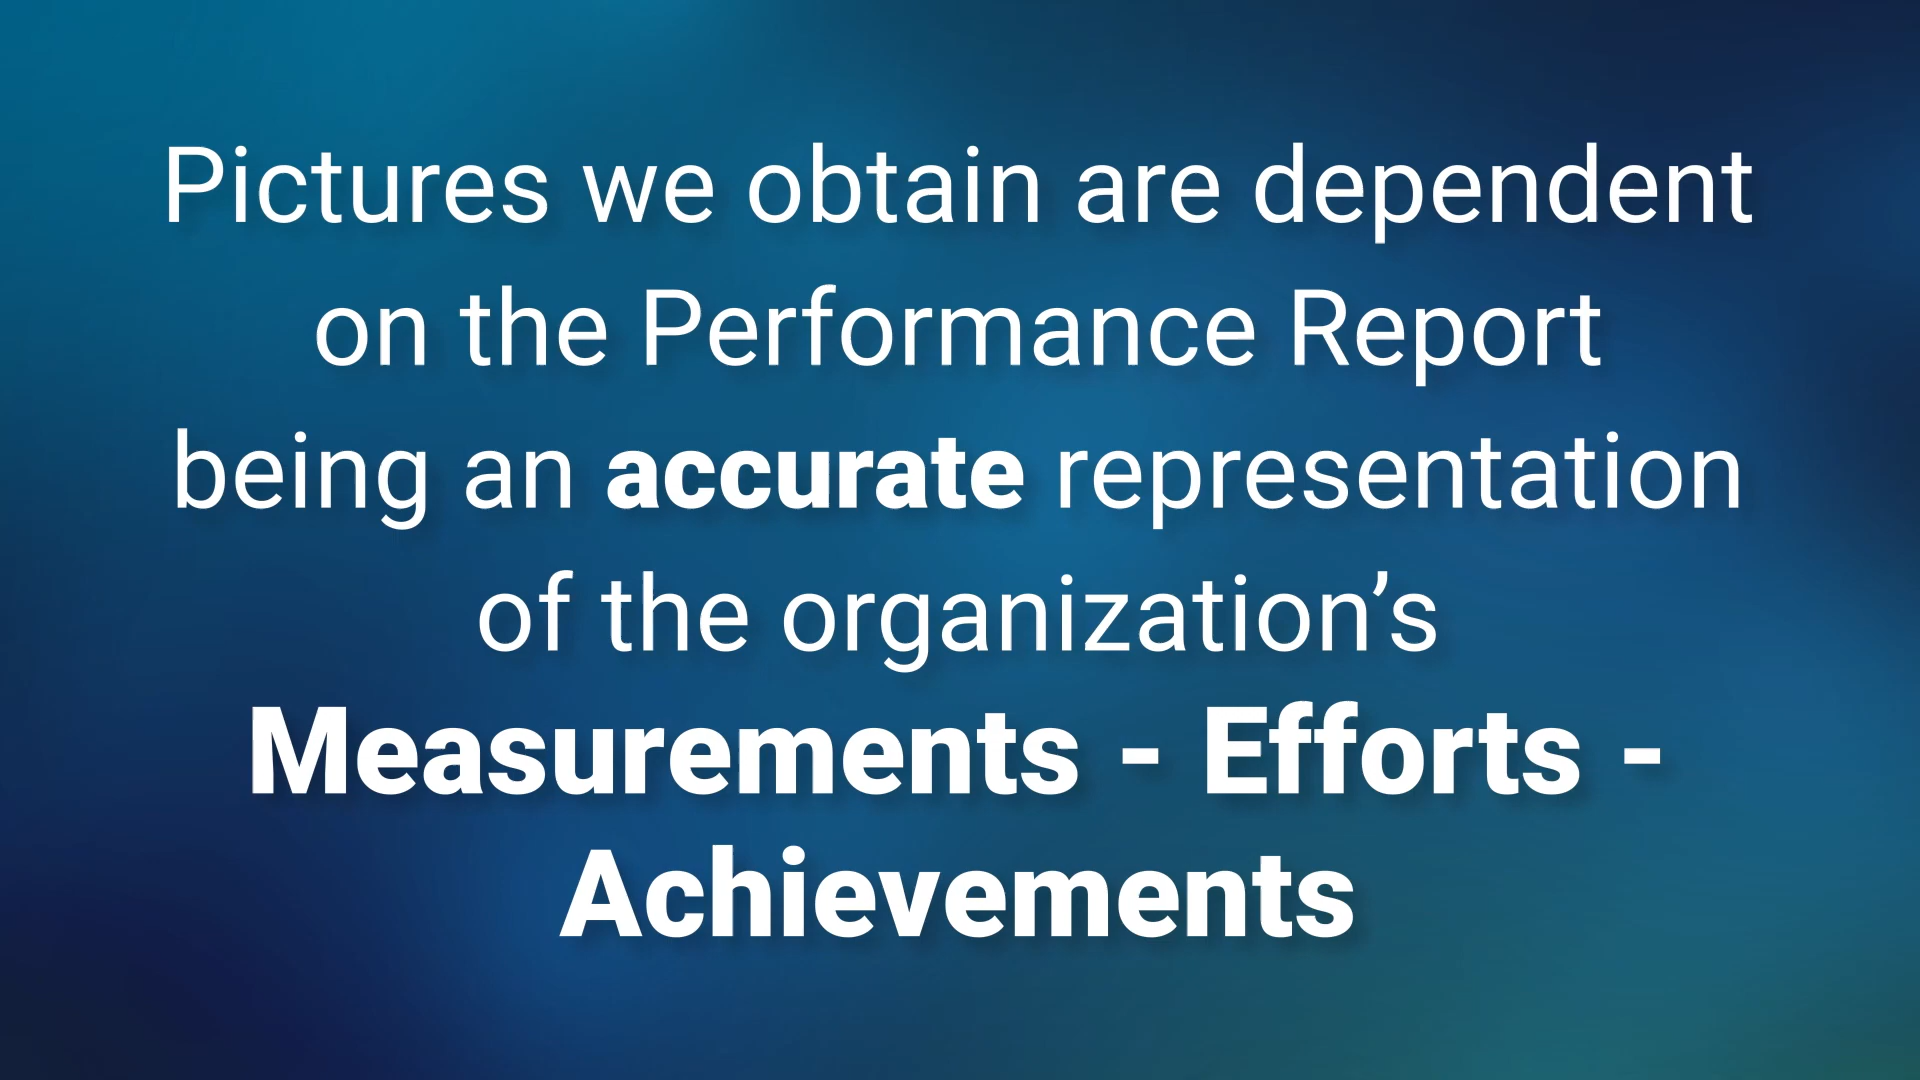 Pictures we obtain are dependent
on the Performance Report
being an accurate representation
of the organization’s
Measurements - Efforts -
Achievements